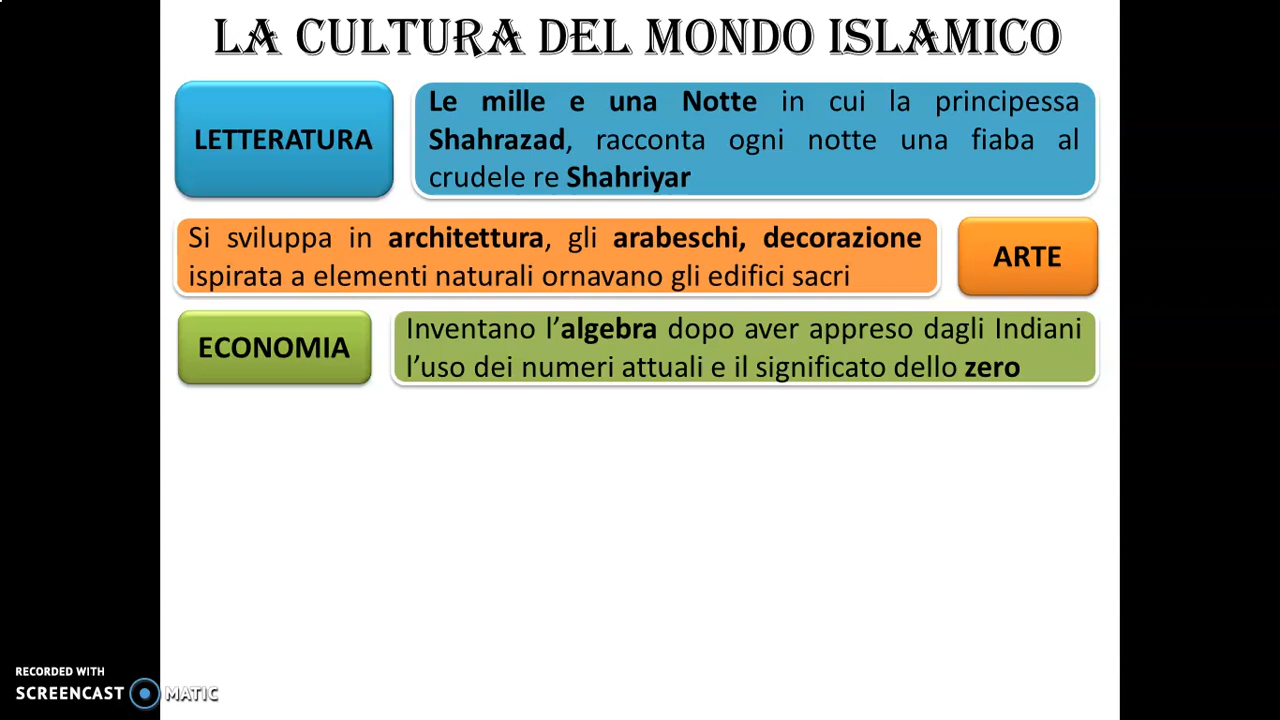 LA CULTURA DEL MONDO ISLAMICO
LETTERATURA
Le mille e una Notte in cui la principessa
Shahrazad, racconta ogni notte una fiaba al
crudele re Shahriyar
Si sviluppa in architettura, gli arabeschi, decorazione
ispirata a elementi naturali ornavano gli edifici sacri
ARTE
ECONOMIA
Inventano l’algebra dopo aver appreso dagli Indiani
l’uso dei numeri attuali e il significato dello zero
RECORDED WITH
SCREENCAST MATIC